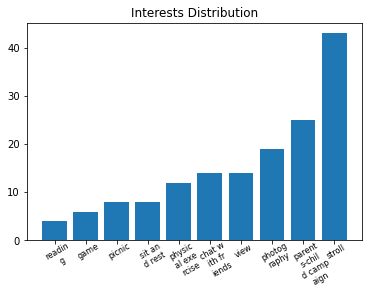 Interests Distribution
40
30
20
10
0
readin
g
game
picnic
sit an
d rest
physic
al exe
rcise
chat w
ith fr
iends
view
photog
raphy
parent
s-chil
d camp
aign
stroll